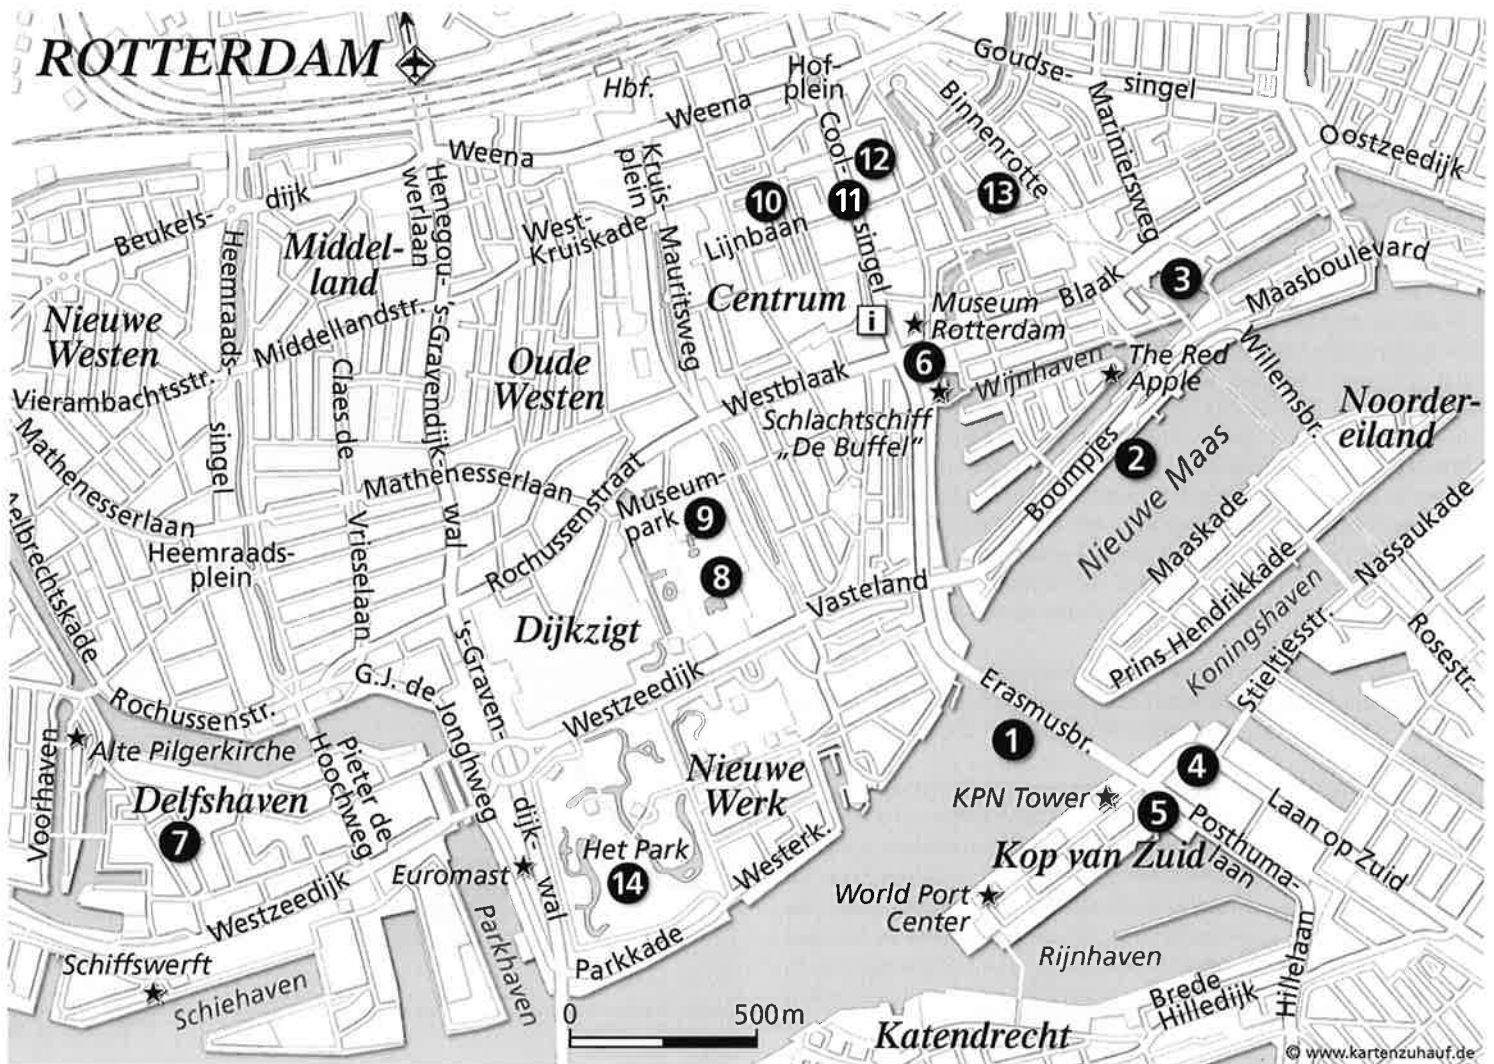 ROTTERDAM
Hbf.
Hof-
plein
Goudse-
singel
Oostzeedijk
Binnenrotte
Mariniersweg
Weena
Weena
Kruis-
plein
Cool-
singel
12
11
10
13
Lijnbaan
Beukels-
dijk
Henegou-
werlaan
West-
Kruiskade
Mauritsweg
Middel-
land
Heemraads-
singel
Nieuwe
Westen
Middellandstr.
's-Gravendijk-
wal
Centrum
i
Museum
Rotterdam
Blaak
3
Maasboulevard
6
Wijnhaven
The Red
Apple
Willemsbr.
Noorder-
eiland
Oude
Westen
Westblaak
Schlachtschiff
„De Buffel“
Vierambachtsstr.
Claes de
Vrieselaan
Mathenesserlaan
Mathenesserlaan
Heemraads-
plein
Rochussenstraat
Museum-
park
9
8
Boompjes
2
Nieuwe Maas
Maaskade
Prins Hendrikkade
Koningshaven
Nassaukade
Stieltjesstr.
Rosestr.
Vasteland
Dijkzigt
elbrechtskade
Rochussenstr.
G.J. de
Jonghweg
's-Graven-
dijk-
wal
Westzeedijk
Erasmusbr.
1
4
5
KPN Tower
Kop van Zuid
Posthuma-
laan
Laan op Zuid
World Port
Center
Voorhaven
Alte Pilgerkirche
Delfshaven
7
Pieter de
Hoochweg
Nieuwe
Werk
Het Park
14
Westerk.
Euromast
Westzeedijk
Parkhaven
Parkkade
Schiffswerft
Schiehaven
0
500m
Rijnhaven
Brede
Hilledijk
Hillelaan
Katendrecht
© www.kartenzuhauf.de